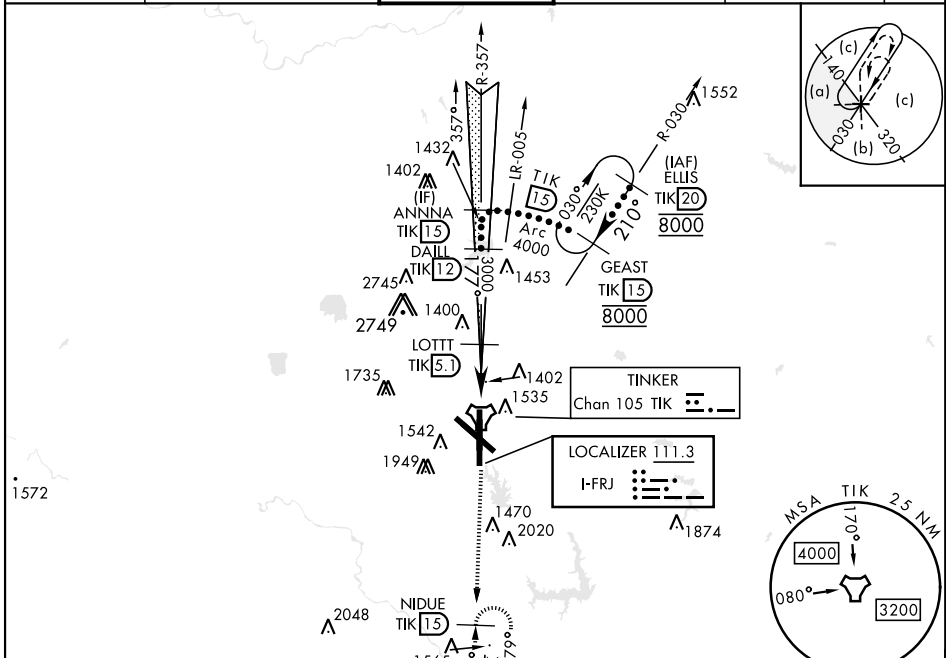 R-357
357°
LR-005
R-030
1552
(IAF)
ELLIS
TIK 20
8000
1432
1402
(IF)
ANNNA
TIK 15
TIK
15
Arc
4000
030°
230K
210°
DAILL
TIK 12
3000
177°
1453
GEAST
TIK 15
8000
2745
2749
1400
LOTTT
TIK 5.1
1735
1402
1535
TINKER
Chan 105 TIK
1542
1949
LOCALIZER 111.3
I-FRJ
1572
1470
2020
1874
2048
NIDUE
TIK 15
1565
(c)
140
(a)
(c)
030
320
(b)
MSA TIK 25 NM
170°
4000
080°
3200